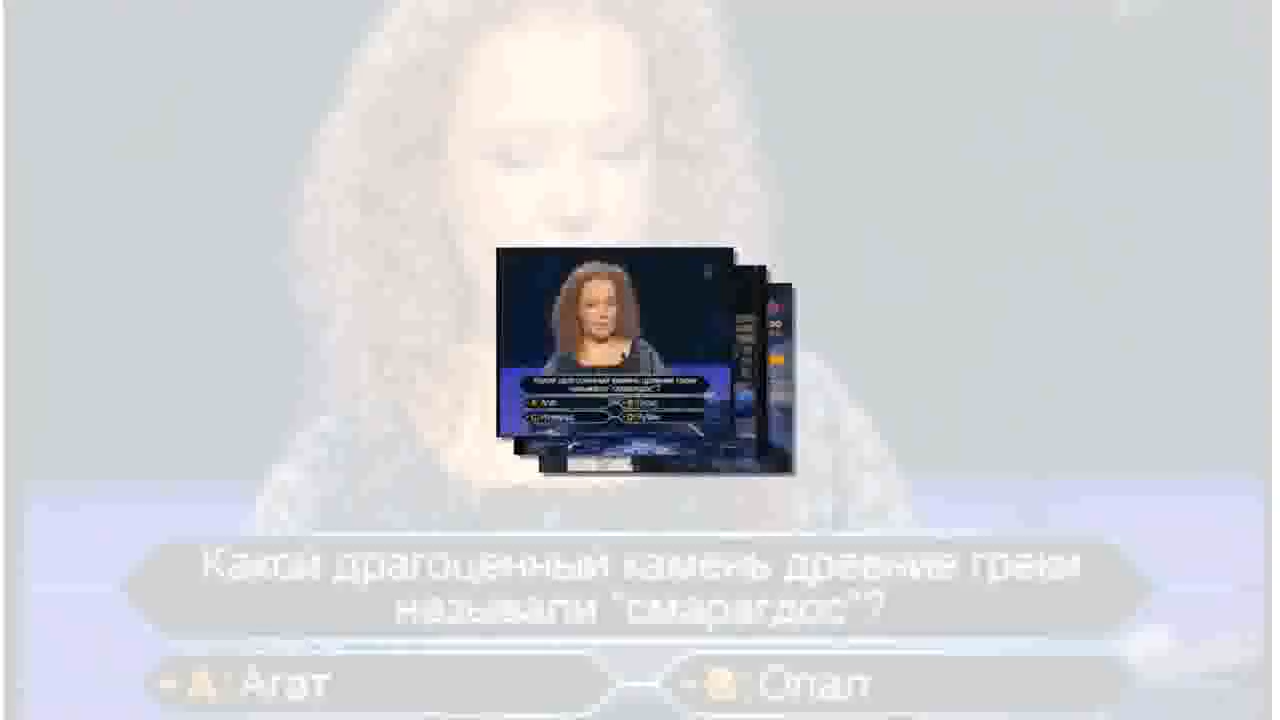 Какой драгоценный камень древние греки
называли "смарагдос"?
A: Агат
B: Опал